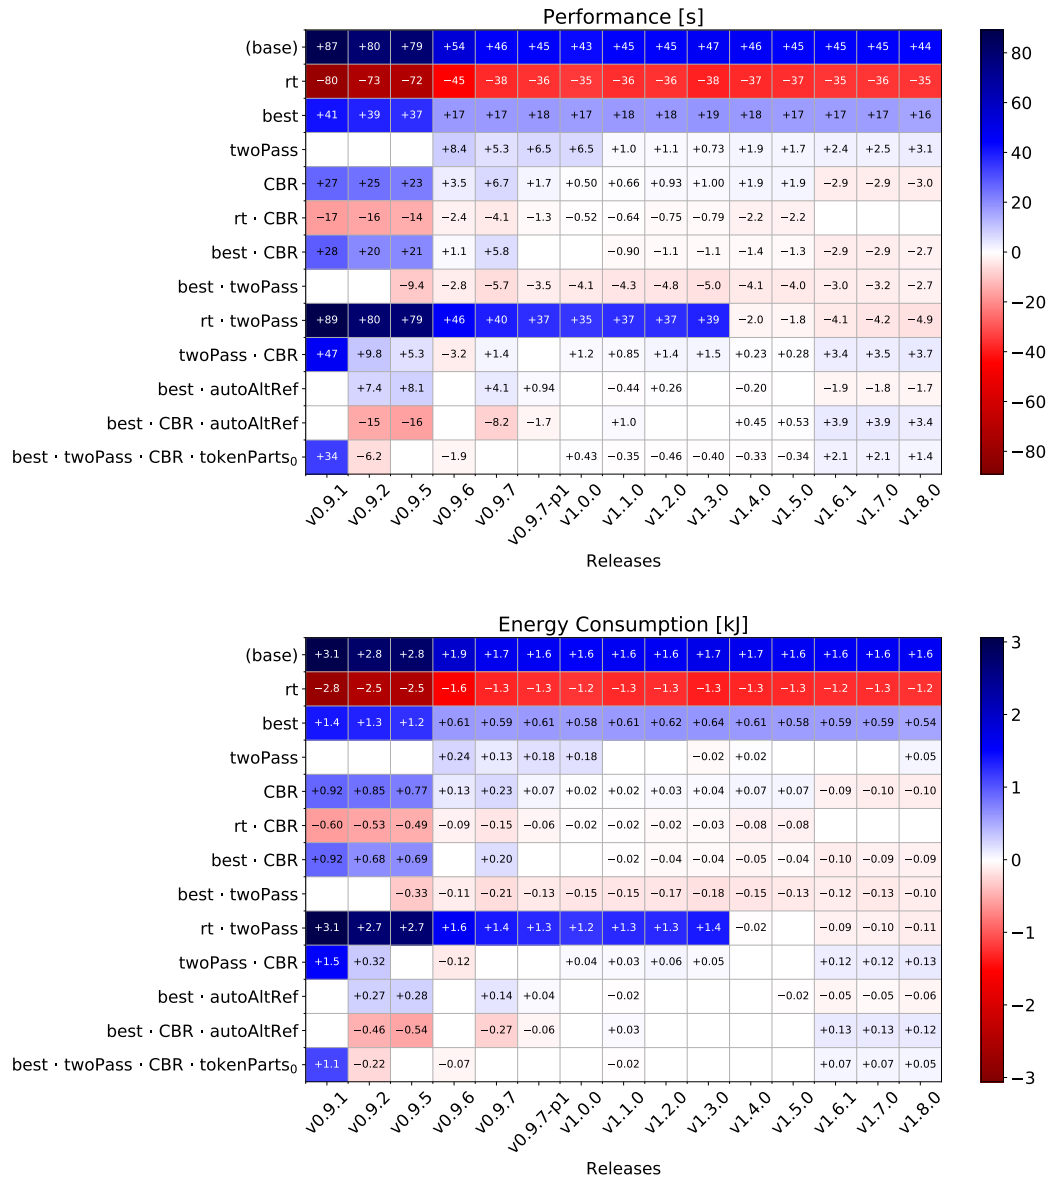 Performance [s]
(base) +87 +80 +79 +54 +46 +45 +43 +45 +45 +47 +46 +45 +45 +45 +44
rt −80 −73 −72 −45 −38 −36 −35 −36 −36 −38 −37 −37 −35 −36 −35
best +41 +39 +37 +17 +17 +18 +17 +18 +18 +19 +18 +17 +17 +17 +16
twoPass +8.4 +5.3 +6.5 +6.5 +1.0 +1.1 +0.73 +1.9 +1.7 +2.4 +2.5 +3.1
CBR +27 +25 +23 +3.5 +6.7 +1.7 +0.50 +0.66 +0.93 +1.00 +1.9 +1.9 −2.9 −2.9 −3.0
rt · CBR −17 −16 −14 −2.4 −4.1 −1.3 −0.52 −0.64 −0.75 −0.79 −2.2 −2.2
best · CBR +28 +20 +21 +1.1 +5.8 −0.90 −1.1 −1.1 −1.4 −1.3 −2.9 −2.9 −2.7
best · twoPass −9.4 −2.8 −5.7 −3.5 −4.1 −4.3 −4.8 −5.0 −4.1 −4.0 −3.0 −3.2 −2.7
rt · twoPass +89 +80 +79 +46 +40 +37 +35 +37 +37 +39 −2.0 −1.8 −4.1 −4.2 −4.9
twoPass · CBR +47 +9.8 +5.3 −3.2 +1.4 +1.2 +0.85 +1.4 +1.5 +0.23 +0.28 +3.4 +3.5 +3.7
best · autoAltRef +7.4 +8.1 +4.1 +0.94 −0.44 +0.26 −0.20 −1.9 −1.8 −1.7
best · CBR · autoAltRef −15 −16 −8.2 −1.7 +1.0 +0.45 +0.53 +3.9 +3.9 +3.4
best · twoPass · CBR · tokenParts₀ +34 −6.2 −1.9 +0.43 −0.35 −0.46 −0.40 −0.33 −0.34 +2.1 +2.1 +1.4
v0.9.1 v0.9.2 v0.9.5 v0.9.6 v0.9.7 v0.9.7-p1 v1.0.0 v1.1.0 v1.2.0 v1.3.0 v1.4.0 v1.5.0 v1.6.1 v1.7.0 v1.8.0
Releases
80
60
40
20
0
−20
−40
−60
−80
Energy Consumption [kJ]
(base) +3.1 +2.8 +2.8 +1.9 +1.7 +1.6 +1.6 +1.6 +1.6 +1.7 +1.7 +1.6 +1.6 +1.6 +1.6
rt −2.8 −2.5 −2.5 −1.6 −1.3 −1.3 −1.2 −1.3 −1.3 −1.3 −1.3 −1.3 −1.2 −1.3 −1.2
best +1.4 +1.3 +1.2 +0.61 +0.59 +0.61 +0.58 +0.61 +0.62 +0.64 +0.61 +0.58 +0.59 +0.59 +0.54
twoPass +0.24 +0.13 +0.18 +0.18 −0.02 +0.02 +0.05
CBR +0.92 +0.85 +0.77 +0.13 +0.23 +0.07 +0.02 +0.02 +0.03 +0.04 +0.07 +0.07 −0.09 −0.10 −0.10
rt · CBR −0.60 −0.53 −0.49 −0.09 −0.15 −0.06 −0.02 −0.02 −0.02 −0.03 −0.08 −0.08
best · CBR +0.92 +0.68 +0.69 +0.20 −0.02 −0.04 −0.04 −0.05 −0.04 −0.10 −0.09 −0.09
best · twoPass −0.33 −0.11 −0.21 −0.13 −0.15 −0.15 −0.17 −0.18 −0.15 −0.13 −0.12 −0.13 −0.10
rt · twoPass +3.1 +2.7 +2.7 +1.6 +1.4 +1.3 +1.2 +1.3 +1.3 +1.4 −0.02 −0.09 −0.10 −0.11
twoPass · CBR +1.5 +0.32 −0.12 +0.04 +0.03 +0.06 +0.05 +0.12 +0.12 +0.13
best · autoAltRef +0.27 +0.28 +0.14 +0.04 −0.02 −0.02 −0.05 −0.05 −0.06
best · CBR · autoAltRef −0.46 −0.54 −0.27 −0.06 +0.03 +0.13 +0.13 +0.12
best · twoPass · CBR · tokenParts₀ +1.1 −0.22 −0.07 −0.02 +0.07 +0.07 +0.05
v0.9.1 v0.9.2 v0.9.5 v0.9.6 v0.9.7 v0.9.7-p1 v1.0.0 v1.1.0 v1.2.0 v1.3.0 v1.4.0 v1.5.0 v1.6.1 v1.7.0 v1.8.0
Releases
3
2
1
0
−1
−2
−3